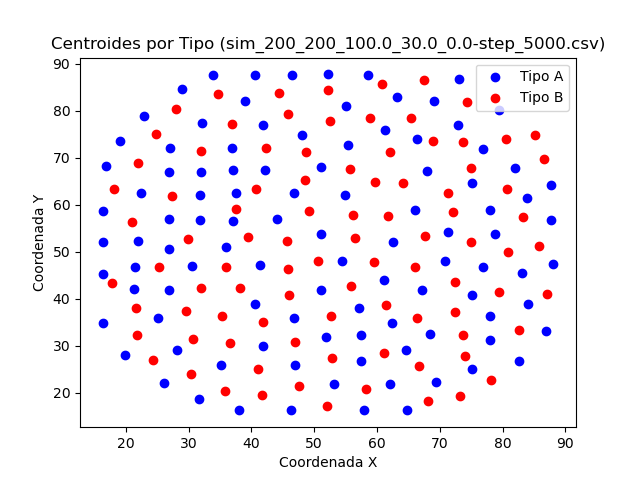 Centroides por Tipo (sim_200_200_100.0_30.0_0.0-step_5000.csv)
Tipo A
Tipo B
90
80
70
60
50
40
30
20
Coordenada Y
20 30 40 50 60 70 80 90
Coordenada X